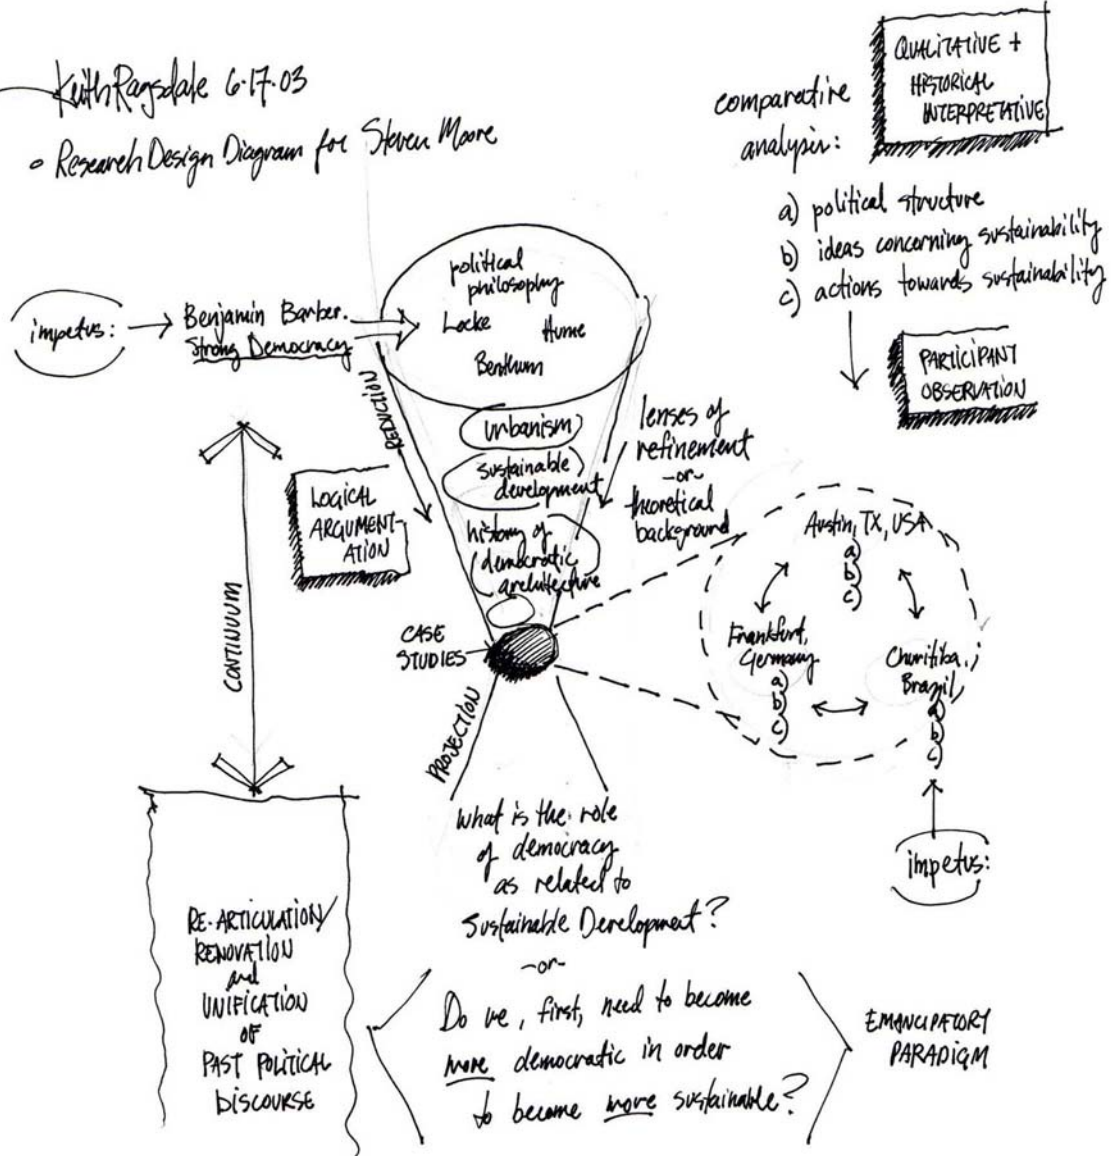 Keith Ragsdale 6·17·03
• Research Design Diagram for Steven Moore
QUALITATIVE +
HISTORICAL
INTERPRETATIVE
comparative
analysis:
a) political structure
b) ideas concerning sustainability
c) actions towards sustainability
PARTICIPANT
OBSERVATION
impetus:
Benjamin Barber.
Strong Democracy
political
philosophy
Locke
Hume
Benthum
urbanism
sustainable
development
history of
democratic
architecture
REDUCTION
lenses of
refinement
-or-
theoretical
background
LOGICAL
ARGUMENT-
ATION
CONTINUUM
CASE
STUDIES
PROJECTION
Austin, TX, USA
a)
b)
c)
Frankfurt,
Germany
a)
b)
c)
Churitiba,
Brazil,
a)
b)
c)
impetus:
what is the role
of democracy
as related to
Sustainable Development?
-or-
Do we, first, need to become
more democratic in order
to become more sustainable?
RE-ARTICULATION/
RENOVATION
and
UNIFICATION
OF
PAST POLITICAL
DISCOURSE
EMANCIPATORY
PARADIGM